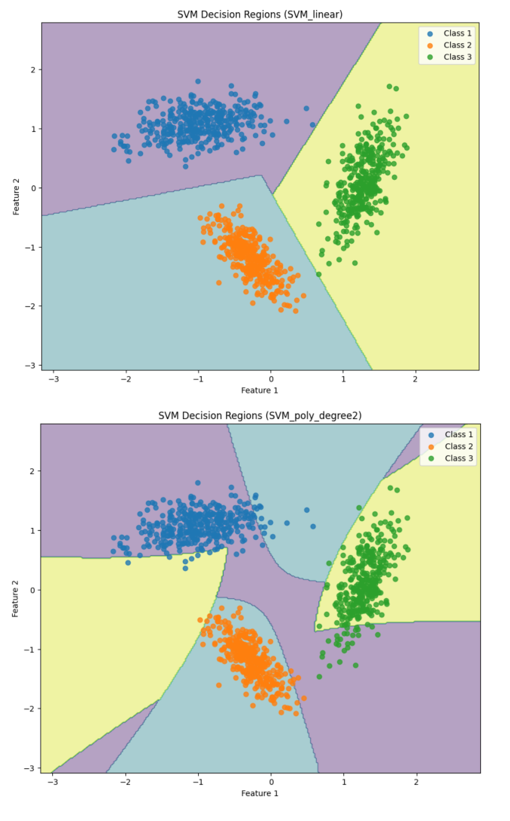 SVM Decision Regions (SVM_linear)
Class 1
Class 2
Class 3
2
1
0
−1
−2
−3
Feature 2
−3 −2 −1 0 1 2
Feature 1
SVM Decision Regions (SVM_poly_degree2)
Class 1
Class 2
Class 3
2
1
0
−1
−2
−3
Feature 2
−3 −2 −1 0 1 2
Feature 1